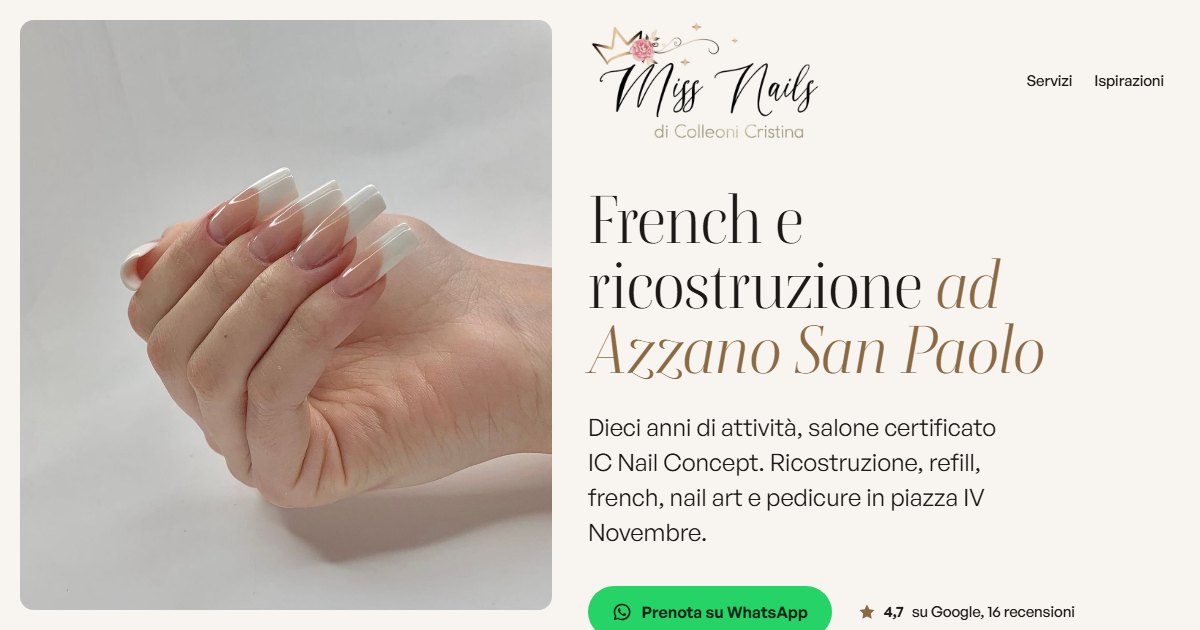 Miss Nails
di Colleoni Cristina
Servizi
Ispirazioni
French e
ricostruzione ad
Azzano San Paolo
Dieci anni di attività, salone certificato
IC Nail Concept. Ricostruzione, refill,
french, nail art e pedicure in piazza IV
Novembre.
Prenota su WhatsApp
4,7 su Google, 16 recensioni